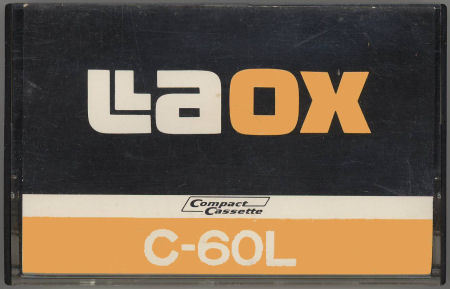 LaOX
Compact
Cassette
C-60L